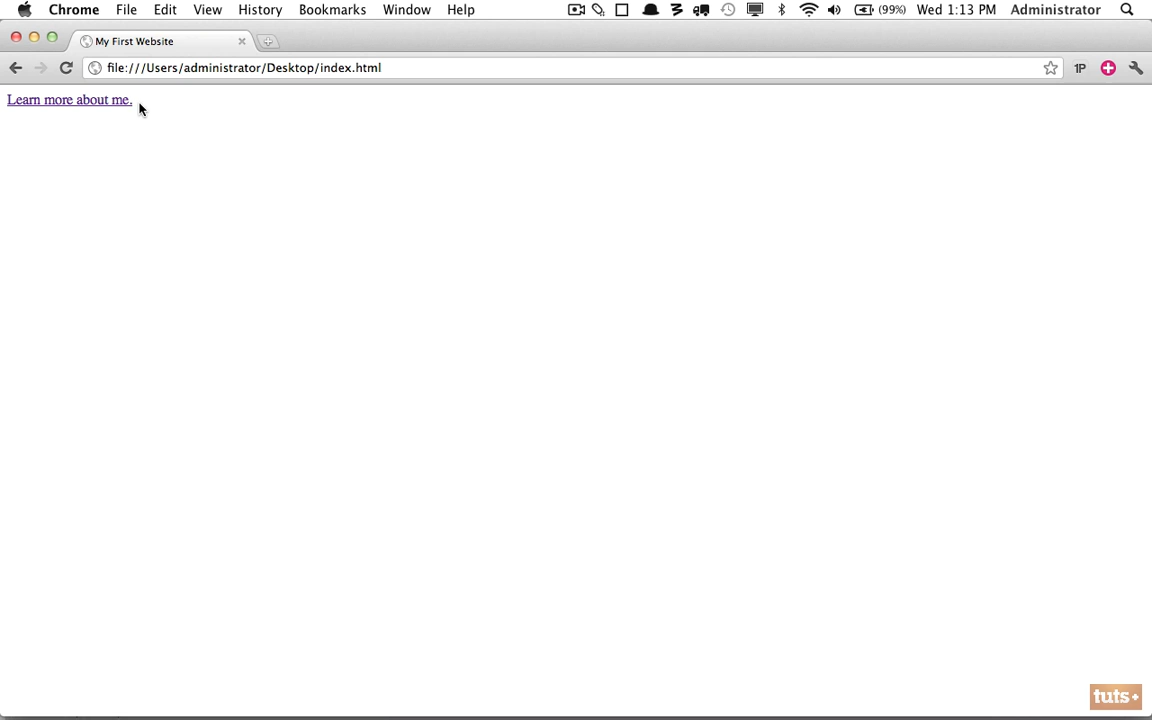 Chrome File Edit View History Bookmarks Window Help (99%) Wed 1:13 PM Administrator
My First Website
file:///Users/administrator/Desktop/index.html 1P
Learn more about me.
tuts+